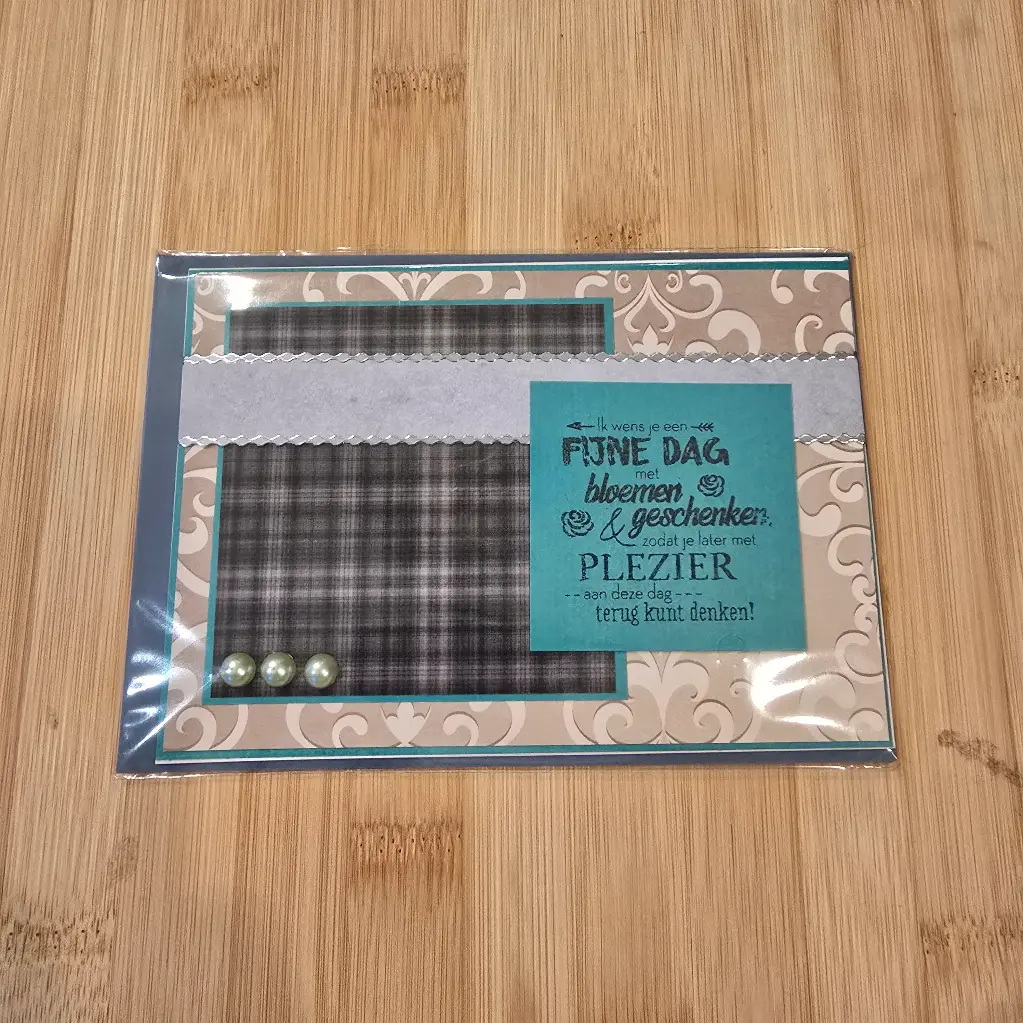 Ik wens je een
FIJNE DAG
met
bloemen
& geschenken,
zodat je later met
PLEZIER
--aan deze dag---
terug kunt denken!